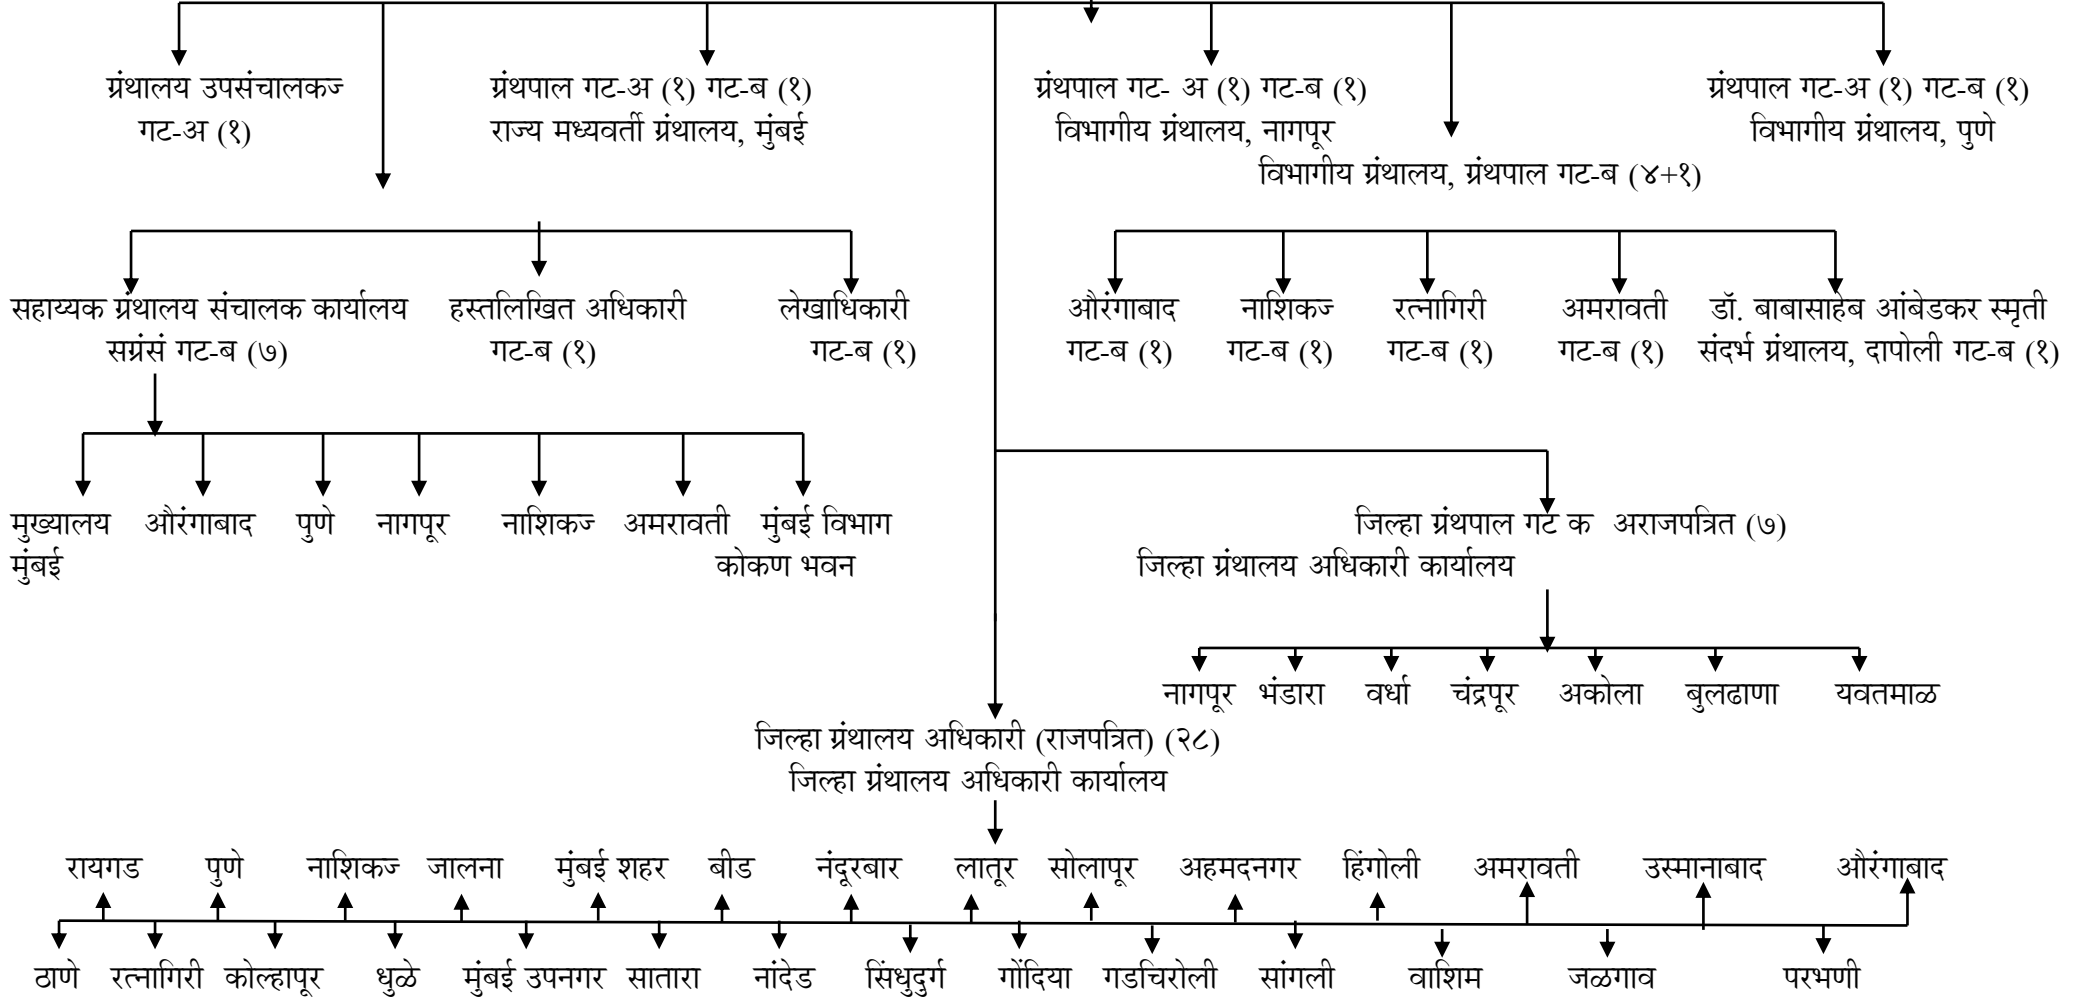 ग्रंथालय उपसंचालकज्
गट-अ (१)
ग्रंथपाल गट-अ (१) गट-ब (१)
राज्य मध्यवर्ती ग्रंथालय, मुंबई
ग्रंथपाल गट- अ (१) गट-ब (१)
विभागीय ग्रंथालय, नागपूर
ग्रंथपाल गट-अ (१) गट-ब (१)
विभागीय ग्रंथालय, पुणे
विभागीय ग्रंथालय, ग्रंथपाल गट-ब (४+१)
सहाय्यक ग्रंथालय संचालक कार्यालय
सग्रंसं गट-ब (७)
हस्तलिखित अधिकारी
गट-ब (१)
लेखाधिकारी
गट-ब (१)
औरंगाबाद
गट-ब (१)
नाशिकज्
गट-ब (१)
रत्नागिरी
गट-ब (१)
अमरावती
गट-ब (१)
डॉ. बाबासाहेब आंबेडकर स्मृती
संदर्भ ग्रंथालय, दापोली गट-ब (१)
मुख्यालय
मुंबई
औरंगाबाद
पुणे
नागपूर
नाशिकज्
अमरावती
मुंबई विभाग
कोकण भवन
जिल्हा ग्रंथपाल गट क अराजपत्रित (७)
जिल्हा ग्रंथालय अधिकारी कार्यालय
नागपूर भंडारा वर्धा चंद्रपूर अकोला बुलढाणा यवतमाळ
जिल्हा ग्रंथालय अधिकारी (राजपत्रित) (२८)
जिल्हा ग्रंथालय अधिकारी कार्यालय
रायगड पुणे नाशिकज् जालना मुंबई शहर बीड नंदूरबार लातूर सोलापूर अहमदनगर हिंगोली अमरावती उस्मानाबाद औरंगाबाद
ठाणे रत्नागिरी कोल्हापूर धुळे मुंबई उपनगर सातारा नांदेड सिंधुदुर्ग गोंदिया गडचिरोली सांगली वाशिम जळगाव परभणी